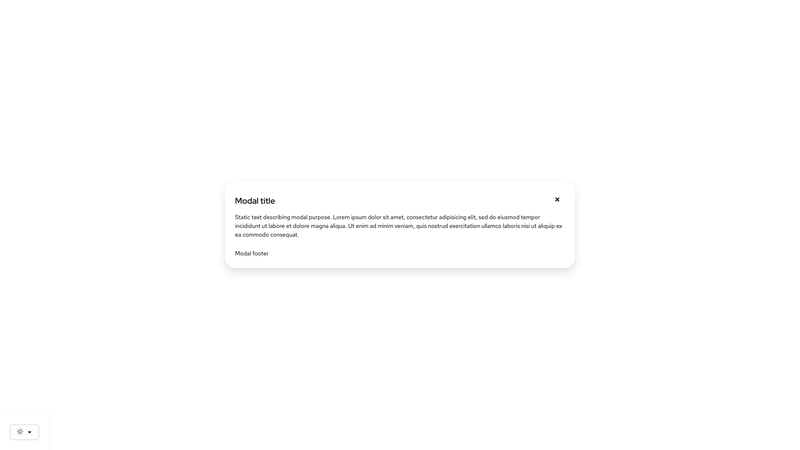 Modal title
Static text describing modal purpose. Lorem ipsum dolor sit amet, consectetur adipisicing elit, sed do eiusmod tempor
incididunt ut labore et dolore magna aliqua. Ut enim ad minim veniam, quis nostrud exercitation ullamco laboris nisi ut aliquip ex
ea commodo consequat.
Modal footer